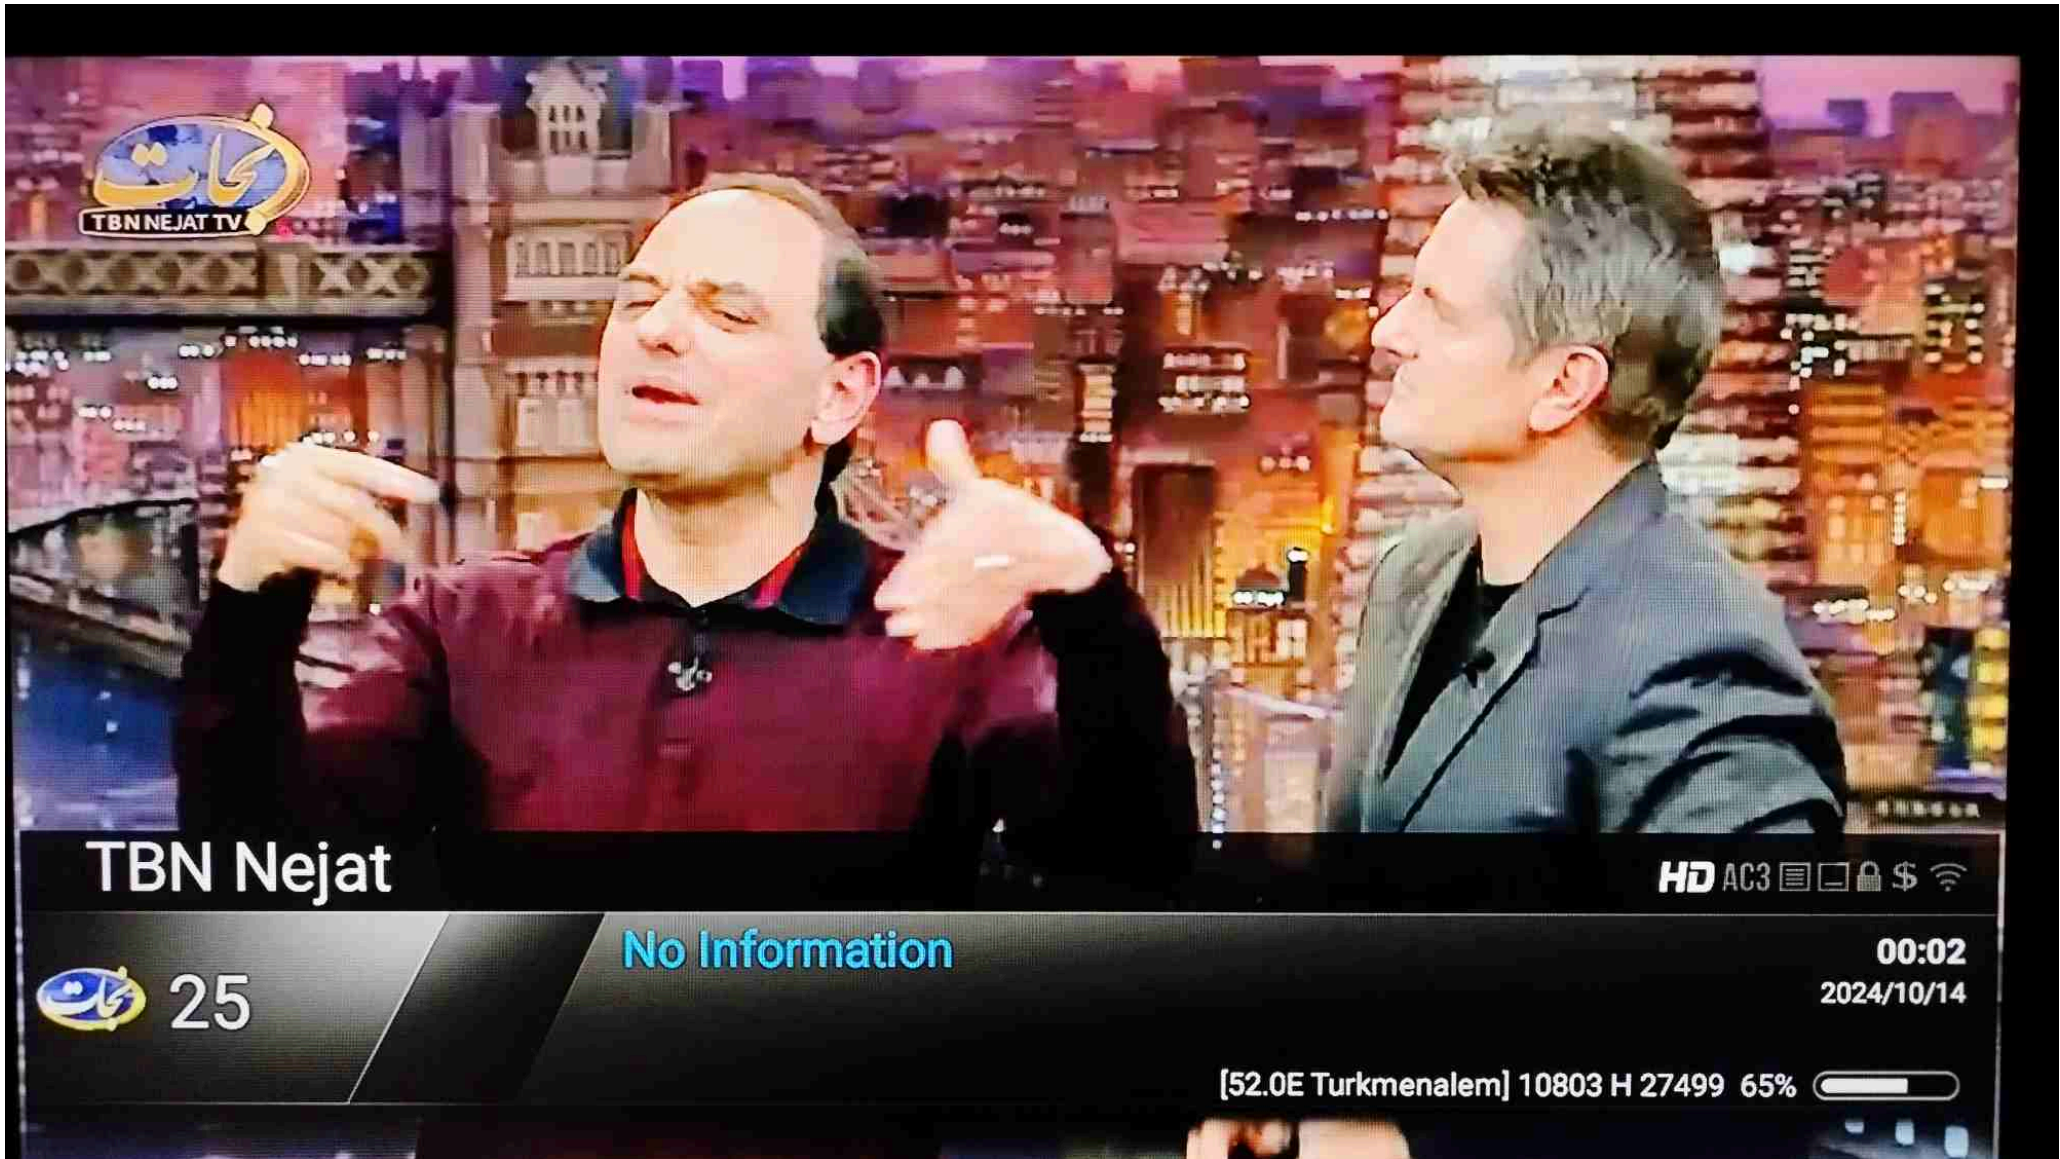 نجات
TBN NEJAT TV
TBN Nejat
HD AC3 $
No Information
00:02
2024/10/14
نجات 25
[52.0E Turkmenalem] 10803 H 27499 65%